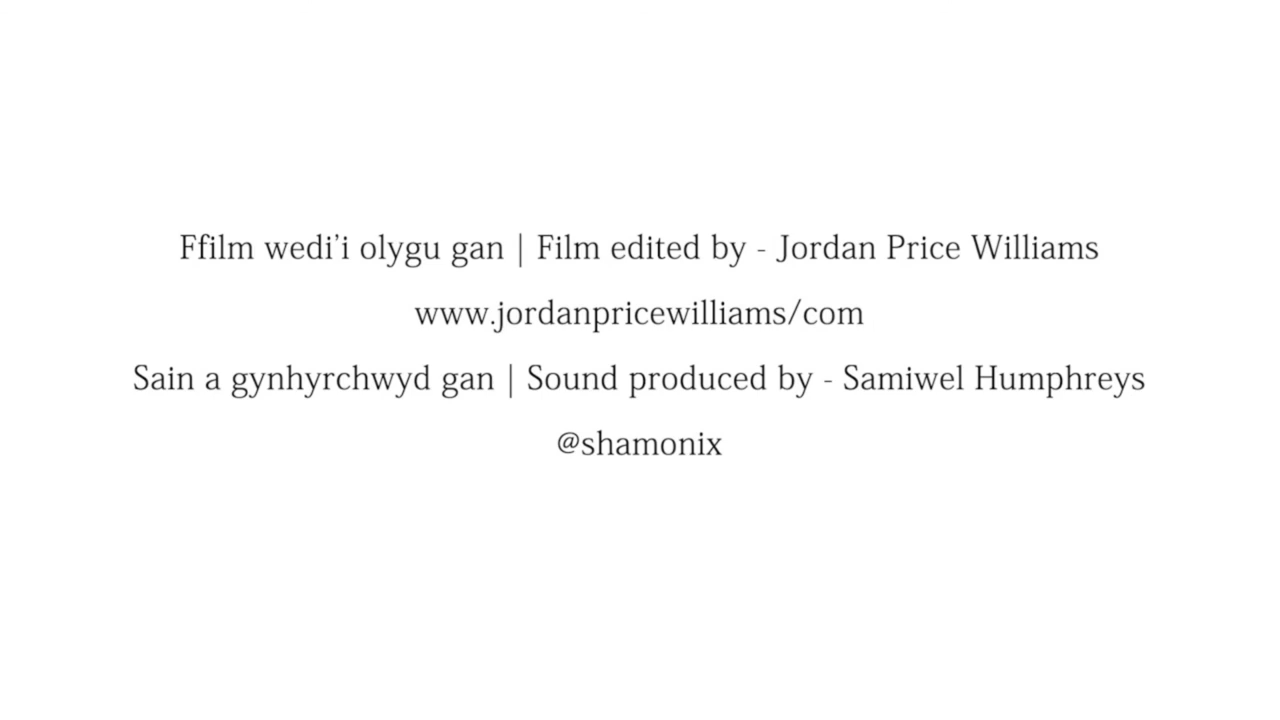 Ffilm wedi’i olygu gan | Film edited by - Jordan Price Williams
www.jordanpricewilliams/com
Sain a gynhyrchwyd gan | Sound produced by - Samiwel Humphreys
@shamonix